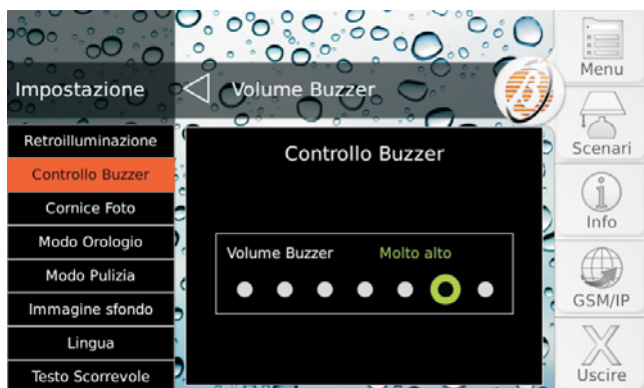 Impostazione
Volume Buzzer
Retroilluminazione
Controllo Buzzer
Cornice Foto
Modo Orologio
Modo Pulizia
Immagine sfondo
Lingua
Testo Scorrevole
Controllo Buzzer
Volume Buzzer Molto alto
Menu
Scenari
Info
GSM/IP
Uscire